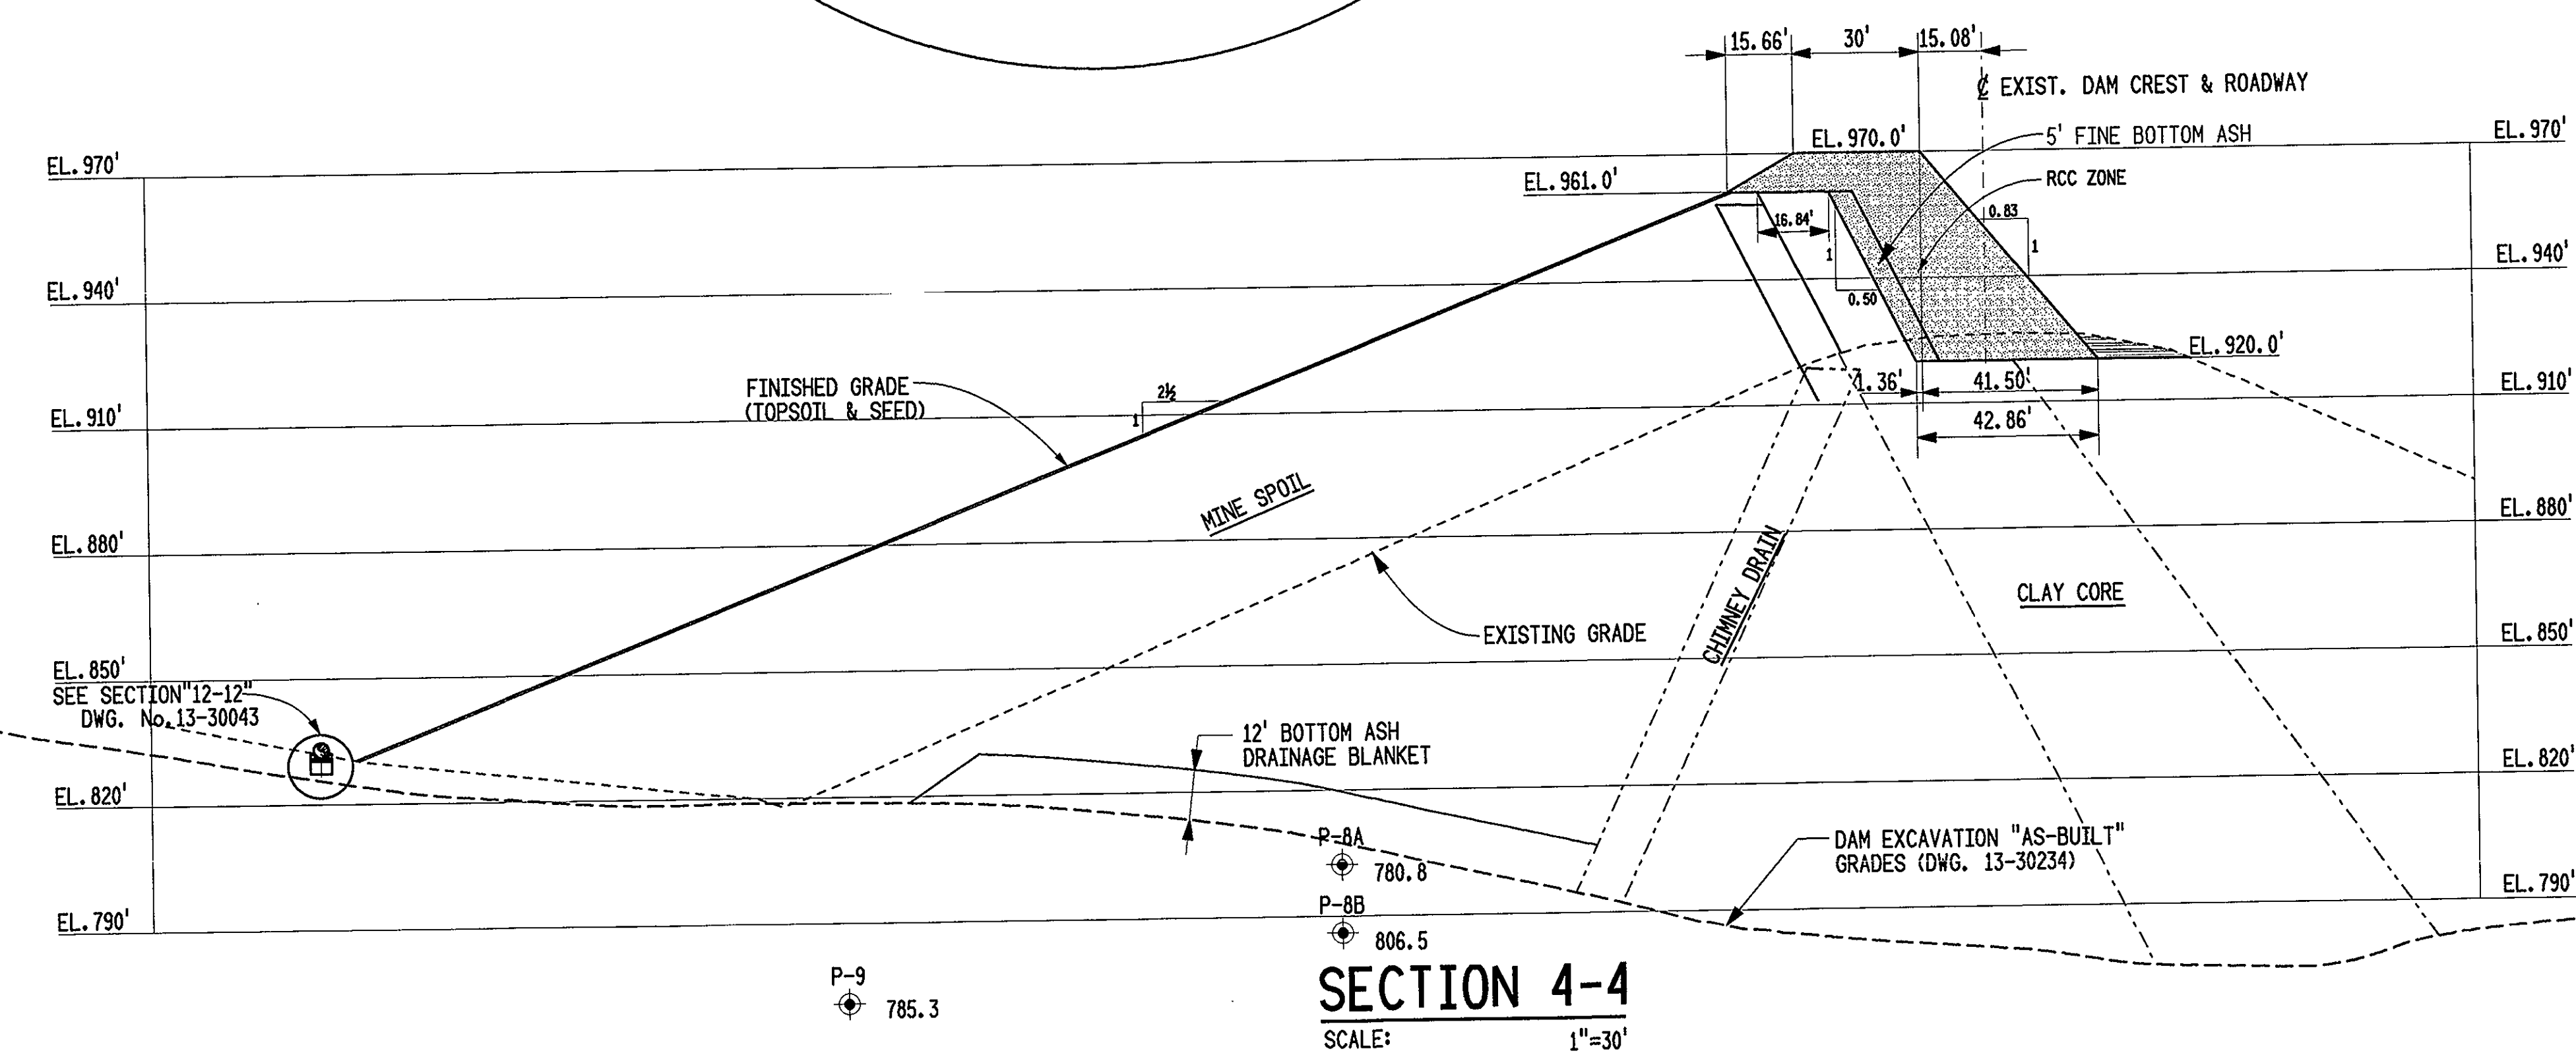 15.66' 30' 15.08'
℄ EXIST. DAM CREST & ROADWAY
EL.970.0'
5' FINE BOTTOM ASH
EL.970'
EL.970'
EL.961.0'
RCC ZONE
16.84'
0.83
1
1
0.50
EL.940'
EL.940'
EL.920.0'
FINISHED GRADE
(TOPSOIL & SEED)
2½
1
1.36'
41.50'
42.86'
EL.910'
EL.910'
MINE SPOIL
EL.880'
EL.880'
CHIMNEY DRAIN
CLAY CORE
EXISTING GRADE
EL.850'
EL.850'
SEE SECTION"12-12"
DWG. No.13-30043
12' BOTTOM ASH
DRAINAGE BLANKET
EL.820'
EL.820'
P-8A
780.8
DAM EXCAVATION "AS-BUILT"
GRADES (DWG. 13-30234)
P-8B
806.5
EL.790'
EL.790'
P-9
785.3
SECTION 4-4
SCALE: 1"=30'